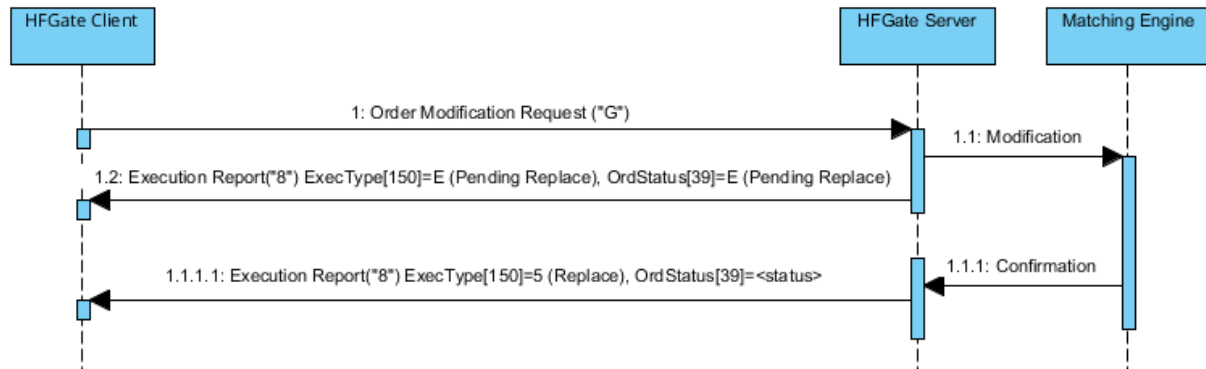 HFGate Client
HFGate Server
Matching Engine
1: Order Modification Request ("G")
1.1: Modification
1.2: Execution Report("8") ExecType[150]=E (Pending Replace), OrdStatus[39]=E (Pending Replace)
1.1.1: Confirmation
1.1.1.1: Execution Report("8") ExecType[150]=5 (Replace), OrdStatus[39]=<status>